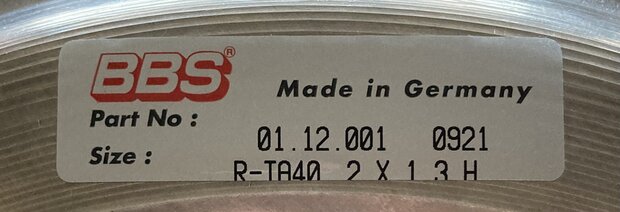 BBS®
Made in Germany
Part No : 01.12.001 0921
Size : R-TA40 2 X 1.3 H